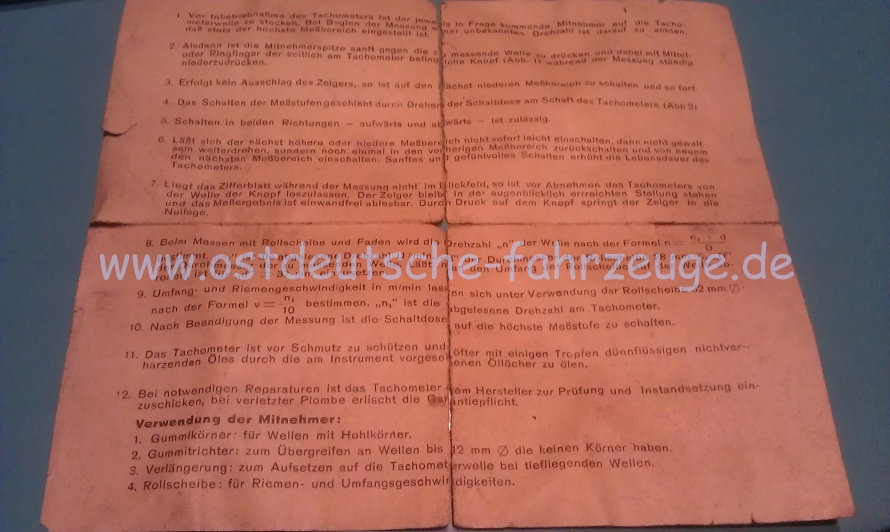 1. Vor Inbetriebnahme des Tachometers ist der jeweils in Frage kommende Mitnehmer auf die Tacho-
meterwelle zu stecken. Bei Beginn der Messung einer unbekannten Drehzahl ist darauf zu achten,
daß stets der höchste Meßbereich eingestellt ist.
2. Alsdann ist die Mitnehmerspitze sanft gegen die zu messende Welle zu drücken und dabei mit Mittel-
oder Ringfinger der seitlich am Tachometer befindliche Knopf (Abb. 1) während der Messung ständig
niederzudrücken.
3. Erfolgt kein Ausschlag des Zeigers, so ist auf den nächst niederen Meßbereich zu schalten und so fort.
4. Das Schalten der Meßstufen geschieht durch Drehen der Schaltdose am Schaft des Tachometers (Abb 2)
5. Schalten in beiden Richtungen - aufwärts und abwärts - ist zulässig.
6. Läßt sich der nächst höhere oder niedere Meßbereich nicht sofort leicht einschalten, dann nicht gewalt-
sam weiterdrehen, sondern noch einmal in den vorherigen Meßbereich zurückschalten und von neuem
den nächsten Meßbereich einschalten. Sanftes und gefühlvolles Schalten erhöht die Lebensdauer des
Tachometers.
7. Liegt das Zifferblatt während der Messung nicht im Blickfeld, so ist vor Abnehmen des Tachometers von
der Welle der Knopf loszulassen. Der Zeiger bleibt in der augenblicklich erreichten Stellung stehen
und das Meßergebnis ist einwandfrei ablesbar. Durch Druck auf dem Knopf springt der Zeiger in die
Nullage.
8. Beim Messen mit Rollscheibe und Faden wird die Drehzahl „n" der Welle nach der Formel n = n₁ · d / D
www.ostdeutsche-fahrzeuge.de
9. Umfang- und Riemengeschwindigkeit in m/min lassen sich unter Verwendung der Rollscheibe 32 mm Ø
nach der Formel v = n₁ / 10 bestimmen. „n₁" ist die abgelesene Drehzahl am Tachometer.
10. Nach Beendigung der Messung ist die Schaltdose auf die höchste Meßstufe zu schalten.
11. Das Tachometer ist vor Schmutz zu schützen und öfter mit einigen Tropfen dünnflüssigen nichtver-
harzenden Öles durch die am Instrument vorgesehenen Öllöcher zu ölen.
12. Bei notwendigen Reparaturen ist das Tachometer dem Hersteller zur Prüfung und Instandsetzung ein-
zuschicken, bei verletzter Plombe erlischt die Garantiepflicht.
Verwendung der Mitnehmer:
1. Gummikörner: für Wellen mit Hohlkörner.
2. Gummitrichter: zum Übergreifen an Wellen bis 12 mm Ø die keinen Körner haben.
3. Verlängerung: zum Aufsetzen auf die Tachometerwelle bei tiefliegenden Wellen.
4. Rollscheibe: für Riemen- und Umfangsgeschwindigkeiten.